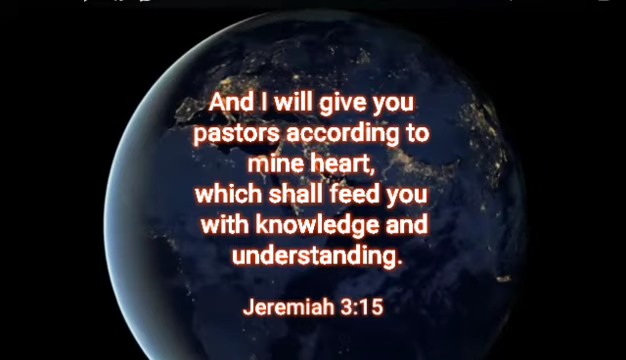 And I will give you
pastors according to
mine heart,
which shall feed you
with knowledge and
understanding.
Jeremiah 3:15